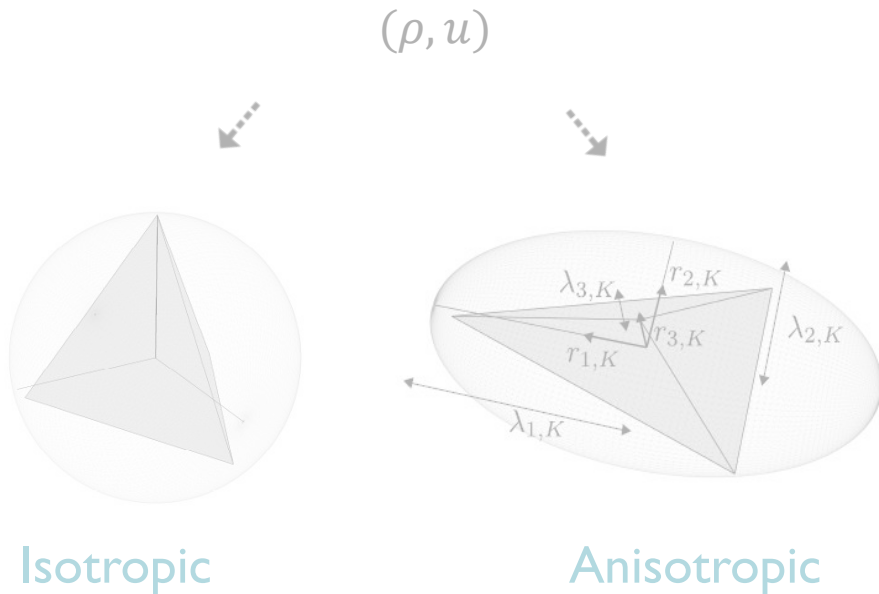 (ρ, u)
r₂,K
λ₃,K
r₃,K
λ₂,K
r₁,K
λ₁,K
Isotropic
Anisotropic